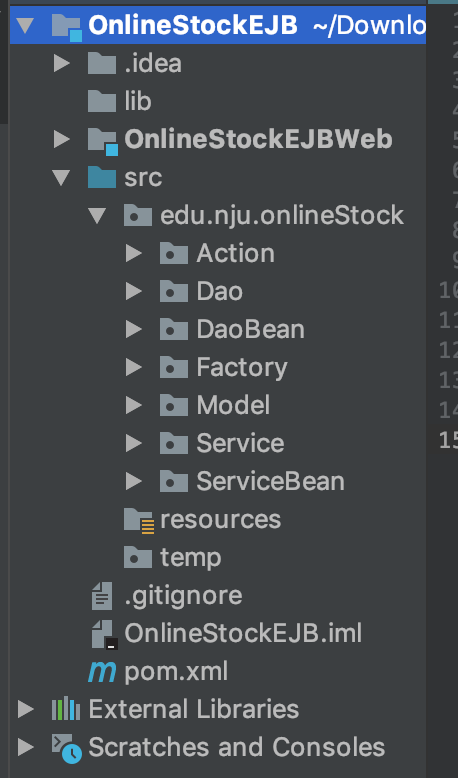 OnlineStockEJB ~/Downlo
.idea
lib
OnlineStockEJBWeb
src
edu.nju.onlineStock
Action
Dao
DaoBean
Factory
Model
Service
ServiceBean
resources
temp
.gitignore
OnlineStockEJB.iml
pom.xml
External Libraries
Scratches and Consoles